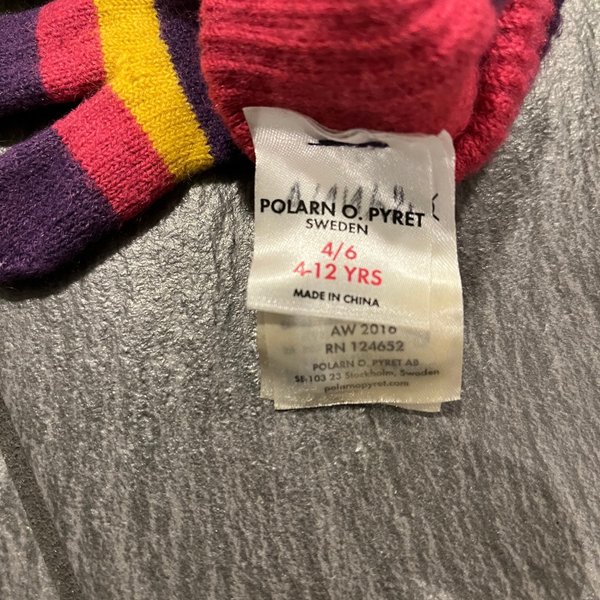 POLARN O. PYRET
SWEDEN
4/6
4-12 YRS
MADE IN CHINA
AW 2016
RN 124652
POLARN O. PYRET AB
SE-103 23 Stockholm, Sweden
polarnopyret.com